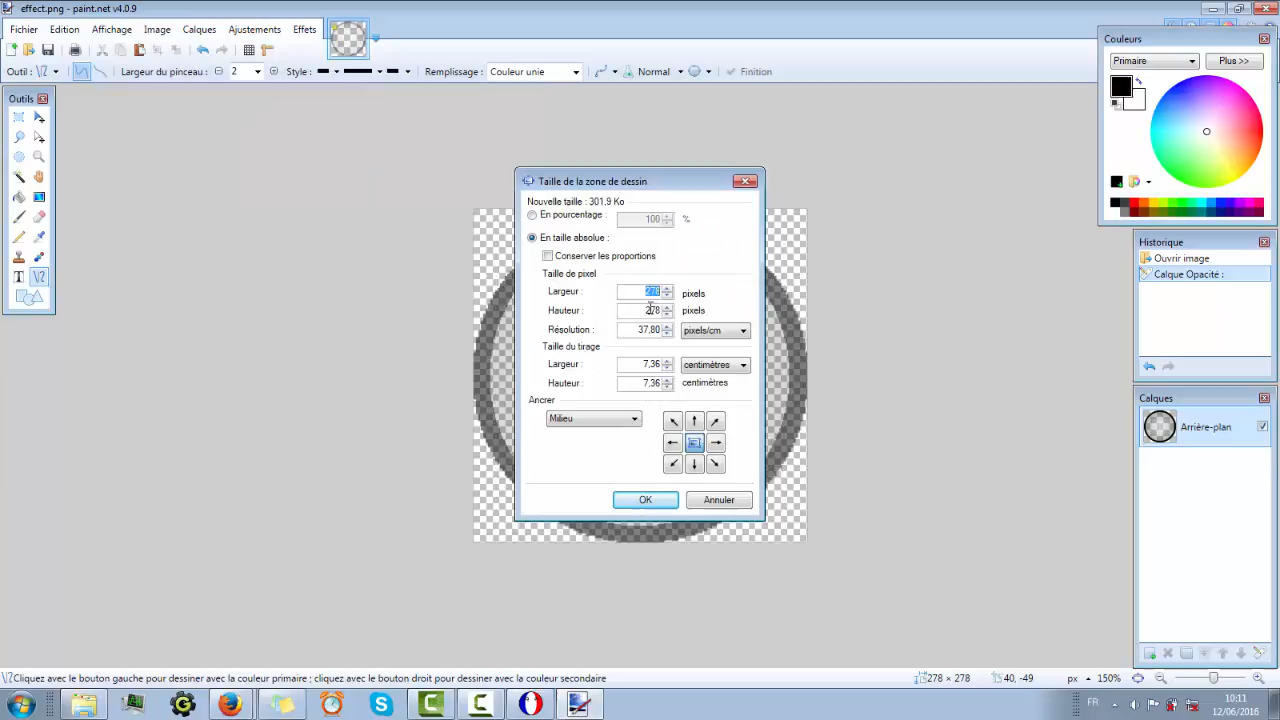 effect.png - paint.net v4.0.9
Fichier Edition Affichage Image Calques Ajustements Effets
Outil : Largeur du pinceau : 2 Style : Remplissage : Couleur unie Normal Finition
Outils
Couleurs
Primaire Plus >>
Taille de la zone de dessin
Nouvelle taille : 301,9 Ko
En pourcentage : 100 %
En taille absolue :
Conserver les proportions
Taille de pixel
Largeur : 278 pixels
Hauteur : 278 pixels
Résolution : 37,80 pixels/cm
Taille du tirage
Largeur : 7,36 centimètres
Hauteur : 7,36 centimètres
Ancrer
Milieu
OK Annuler
Historique
Ouvrir image
Calque Opacité :
Calques
Arrière-plan
Cliquez avec le bouton gauche pour dessiner avec la couleur primaire ; cliquez avec le bouton droit pour dessiner avec la couleur secondaire
278 × 278 40, -49 px 150%
FR 10:11
12/06/2016